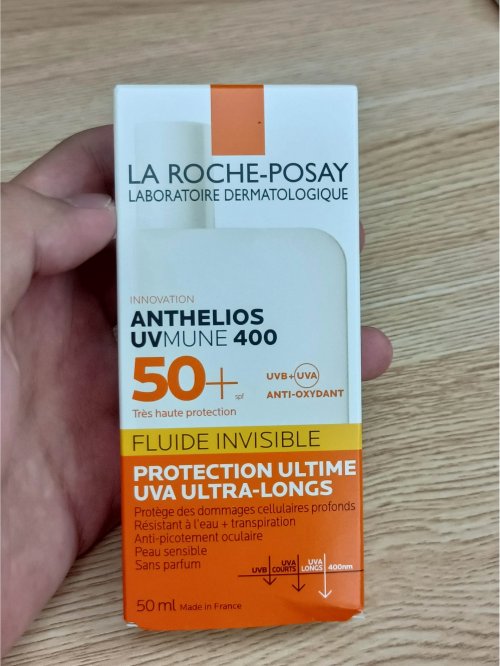 LA ROCHE-POSAY
LABORATOIRE DERMATOLOGIQUE
INNOVATION
ANTHELIOS
UVMUNE 400
50+ spf
Très haute protection
UVB+UVA
ANTI-OXYDANT
FLUIDE INVISIBLE
PROTECTION ULTIME
UVA ULTRA-LONGS
Protège des dommages cellulaires profonds
Résistant à l'eau + transpiration
Anti-picotement oculaire
Peau sensible
Sans parfum
UVB UVA COURTS UVA LONGS 400nm
50 ml Made in France